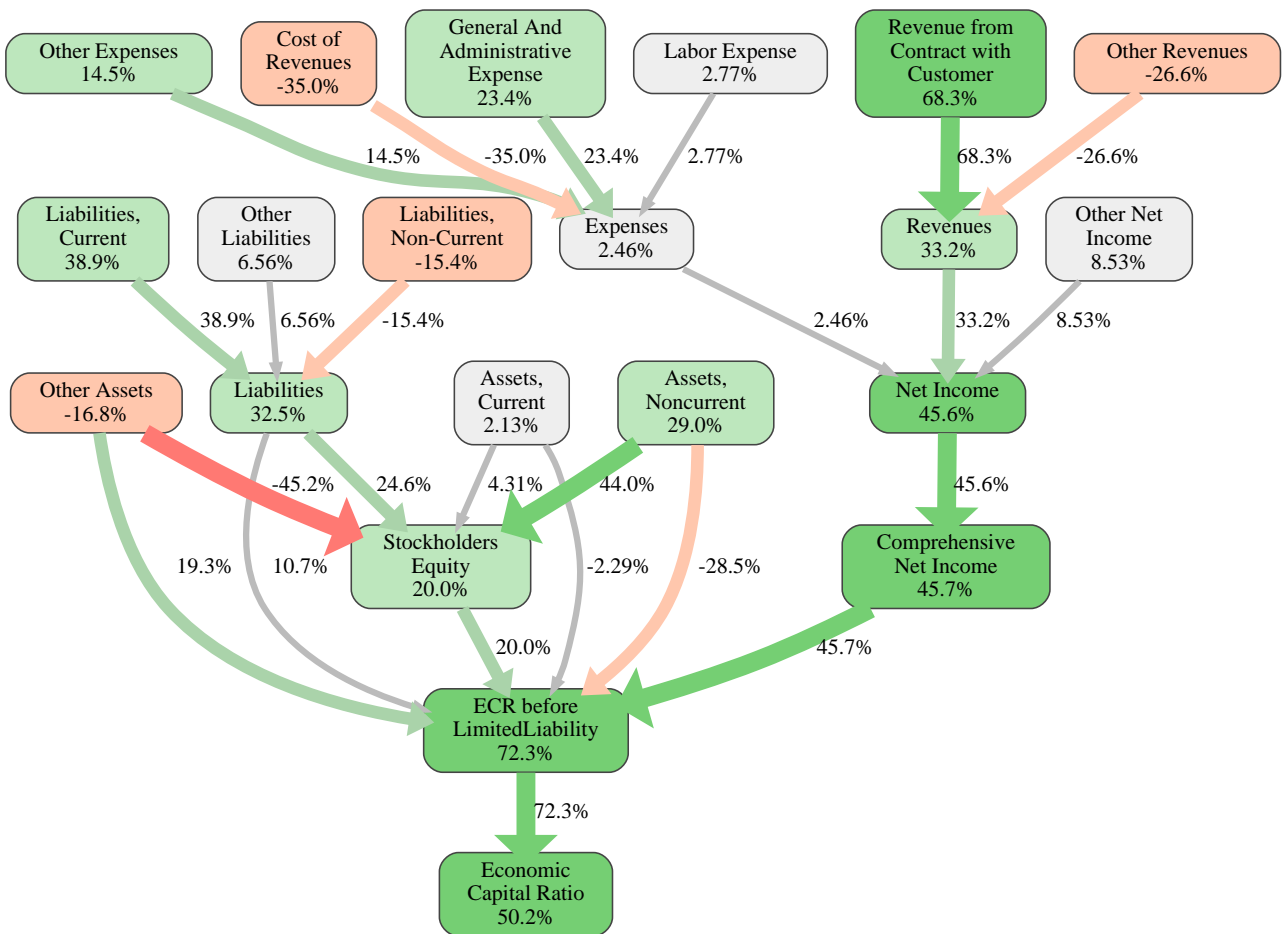 Other Expenses
14.5%
Cost of
Revenues
-35.0%
General And
Administrative
Expense
23.4%
Labor Expense
2.77%
Revenue from
Contract with
Customer
68.3%
Other Revenues
-26.6%
14.5%
-35.0%
23.4%
2.77%
68.3%
-26.6%
Liabilities,
Current
38.9%
Other
Liabilities
6.56%
Liabilities,
Non-Current
-15.4%
Expenses
2.46%
Revenues
33.2%
Other Net
Income
8.53%
38.9%
6.56%
-15.4%
2.46%
33.2%
8.53%
Other Assets
-16.8%
Liabilities
32.5%
Assets,
Current
2.13%
Assets,
Noncurrent
29.0%
Net Income
45.6%
-45.2%
24.6%
4.31%
44.0%
45.6%
Stockholders
Equity
20.0%
Comprehensive
Net Income
45.7%
19.3%
10.7%
-2.29%
-28.5%
20.0%
45.7%
ECR before
LimitedLiability
72.3%
72.3%
Economic
Capital Ratio
50.2%